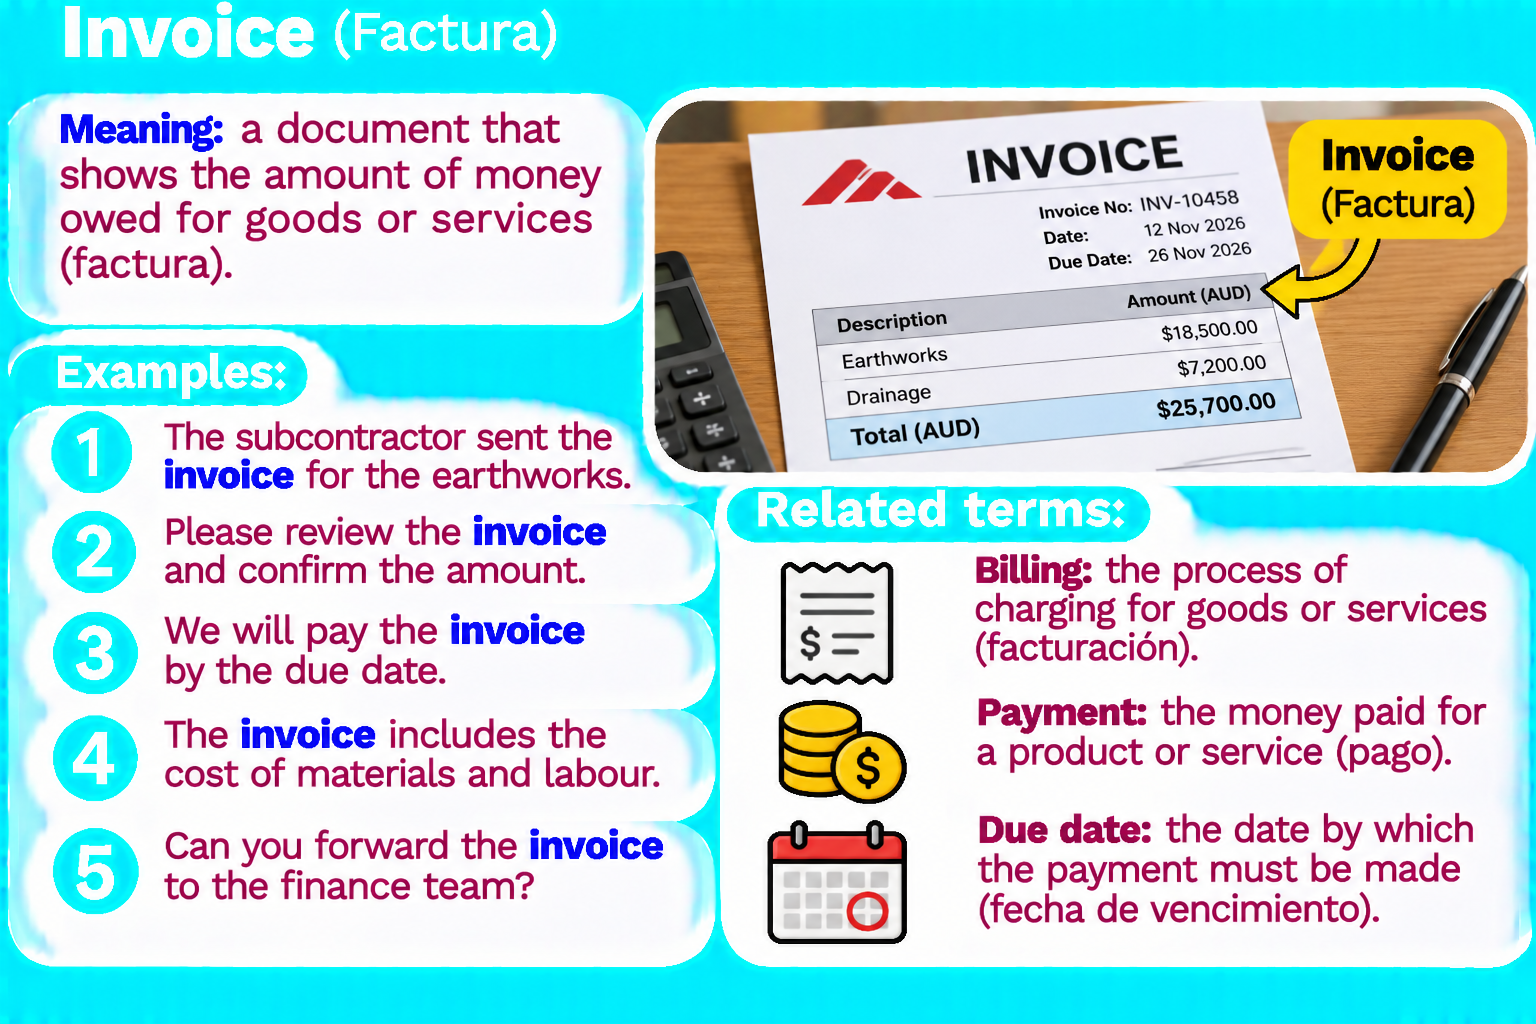 Invoice (Factura)
Meaning: a document that
shows the amount of money
owed for goods or services
(factura).
INVOICE
Invoice No: INV-10458
Date: 12 Nov 2026
Due Date: 26 Nov 2026
Description Amount (AUD)
Earthworks $18,500.00
Drainage $7,200.00
Total (AUD) $25,700.00
Invoice
(Factura)
Examples:
1 The subcontractor sent the
invoice for the earthworks.
2 Please review the invoice
and confirm the amount.
3 We will pay the invoice
by the due date.
4 The invoice includes the
cost of materials and labour.
5 Can you forward the invoice
to the finance team?
Related terms:
$
Billing: the process of
charging for goods or services
(facturación).
$
Payment: the money paid for
a product or service (pago).
Due date: the date by which
the payment must be made
(fecha de vencimiento).